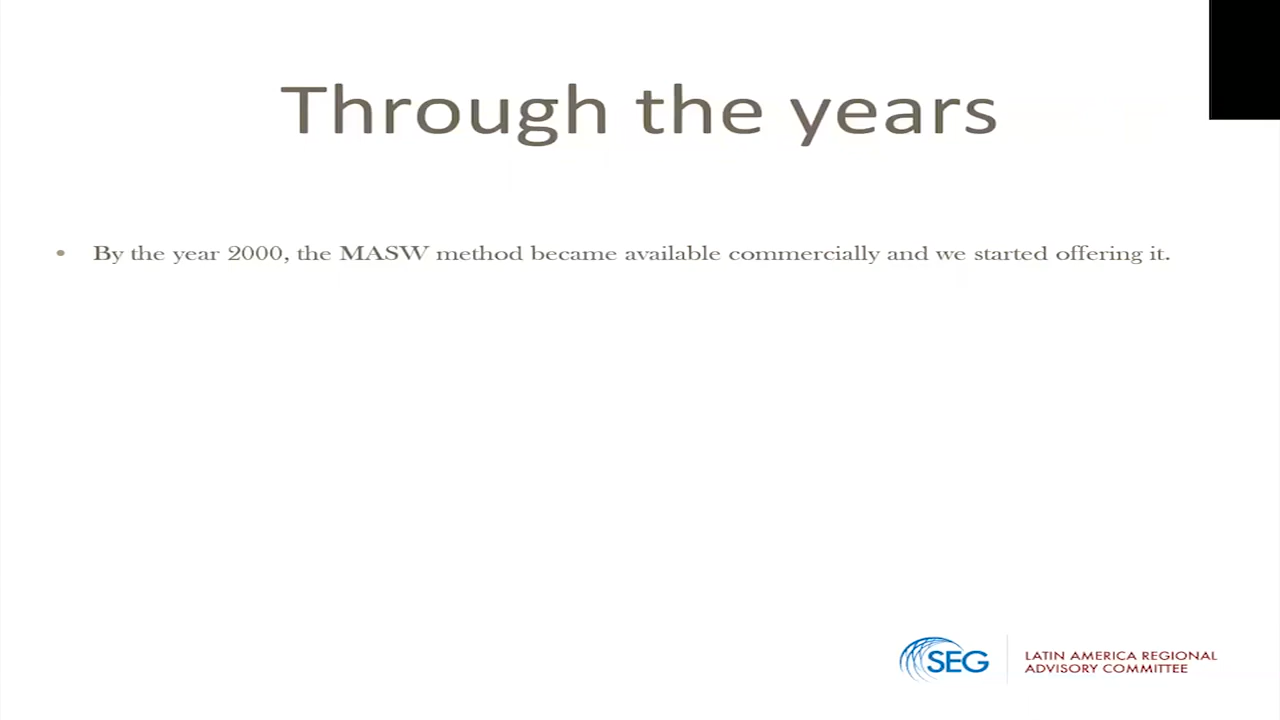 Through the years
• By the year 2000, the MASW method became available commercially and we started offering it.
SEG
LATIN AMERICA REGIONAL
ADVISORY COMMITTEE